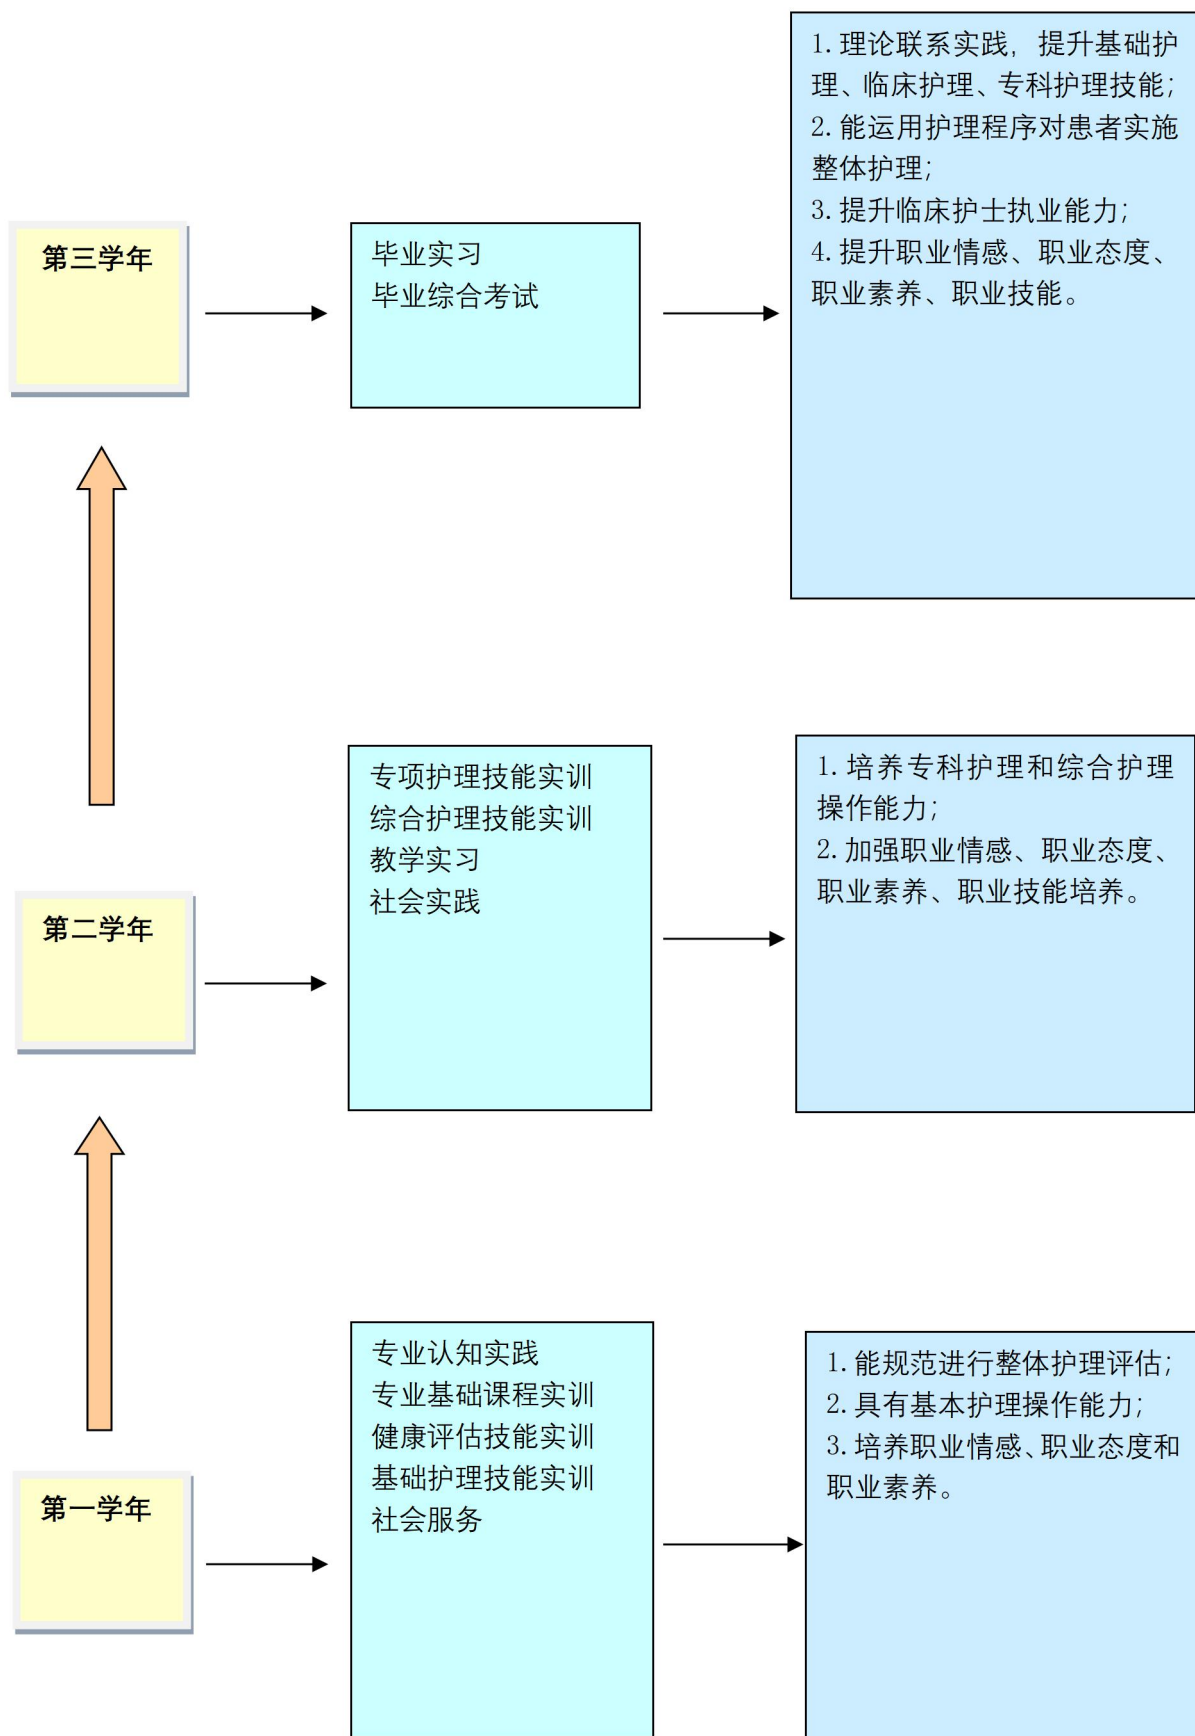 第三学年
毕业实习
毕业综合考试
1.理论联系实践，提升基础护
理、临床护理、专科护理技能；
2.能运用护理程序对患者实施
整体护理；
3.提升临床护士执业能力；
4.提升职业情感、职业态度、
职业素养、职业技能。
第二学年
专项护理技能实训
综合护理技能实训
教学实习
社会实践
1.培养专科护理和综合护理
操作能力；
2.加强职业情感、职业态度、
职业素养、职业技能培养。
第一学年
专业认知实践
专业基础课程实训
健康评估技能实训
基础护理技能实训
社会服务
1.能规范进行整体护理评估；
2.具有基本护理操作能力；
3.培养职业情感、职业态度和
职业素养。